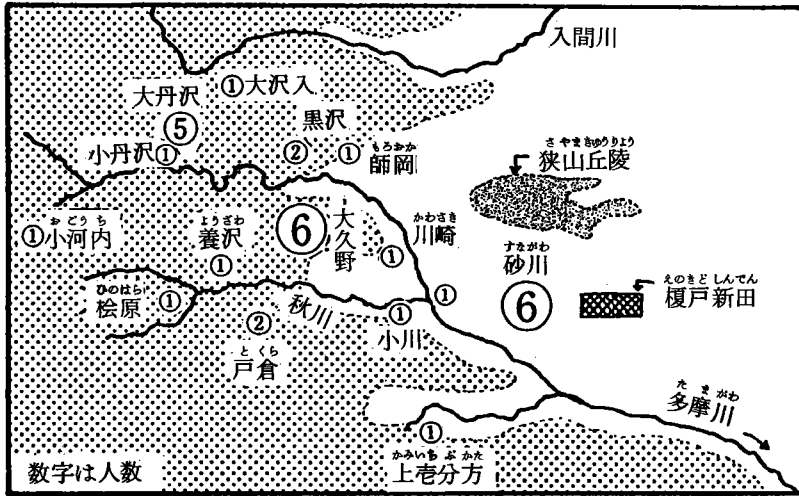 入間川
①大沢入
大丹沢
⑤
黒沢
②
小丹沢①
①
もろおか
師岡
さやまきゅうりょう
狭山丘陵
おごうち
①小河内
ようざわ
養沢
①
⑥
大久野
①
かわさき
川崎
①
すながわ
砂川
⑥
えのきどしんでん
榎戸新田
ひのはら
桧原
①
秋川
①
小川
②
とくら
戸倉
たまがわ
多摩川
①
かみいちぶかた
上壱分方
数字は人数